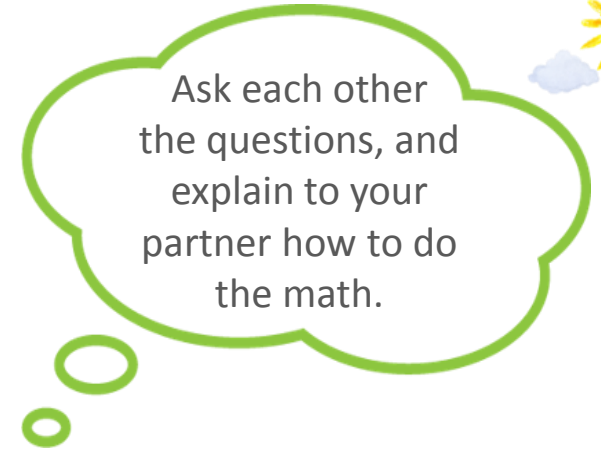 Ask each other
the questions, and
explain to your
partner how to do
the math.